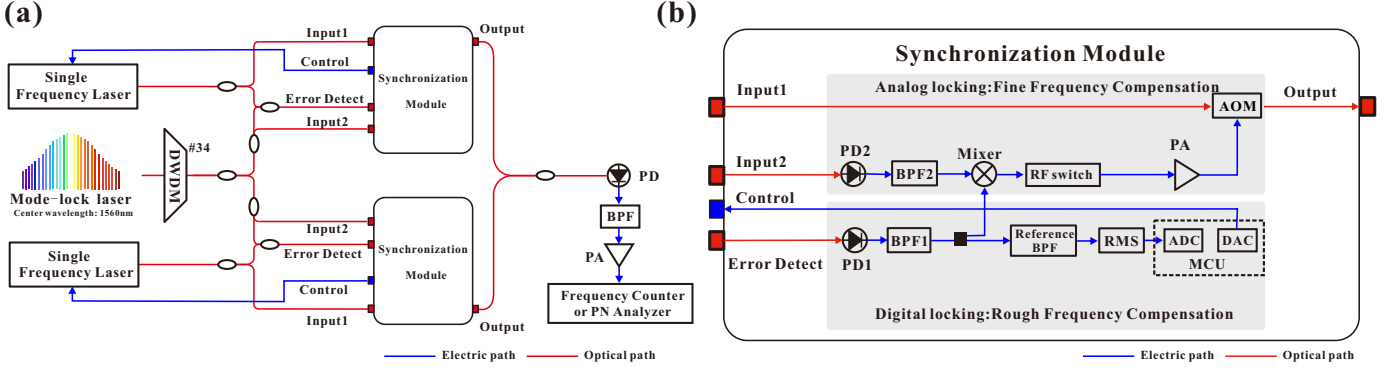 (a)
Input1
Output
Control
Single
Frequency Laser
Synchronization
Module
Error Detect
Input2
#34
DWDM
Mode-lock laser
Center wavelength: 1560nm
PD
BPF
PA
Frequency Counter
or PN Analyzer
Input2
Error Detect
Single
Frequency Laser
Synchronization
Module
Control
Input1
Output
Electric path
Optical path
(b)
Synchronization Module
Analog locking:Fine Frequency Compensation
Input1
AOM
Output
Input2
PD2
BPF2
Mixer
RF switch
PA
Control
Error Detect
PD1
BPF1
Reference
BPF
RMS
ADC
DAC
MCU
Digital locking:Rough Frequency Compensation
Electric path
Optical path